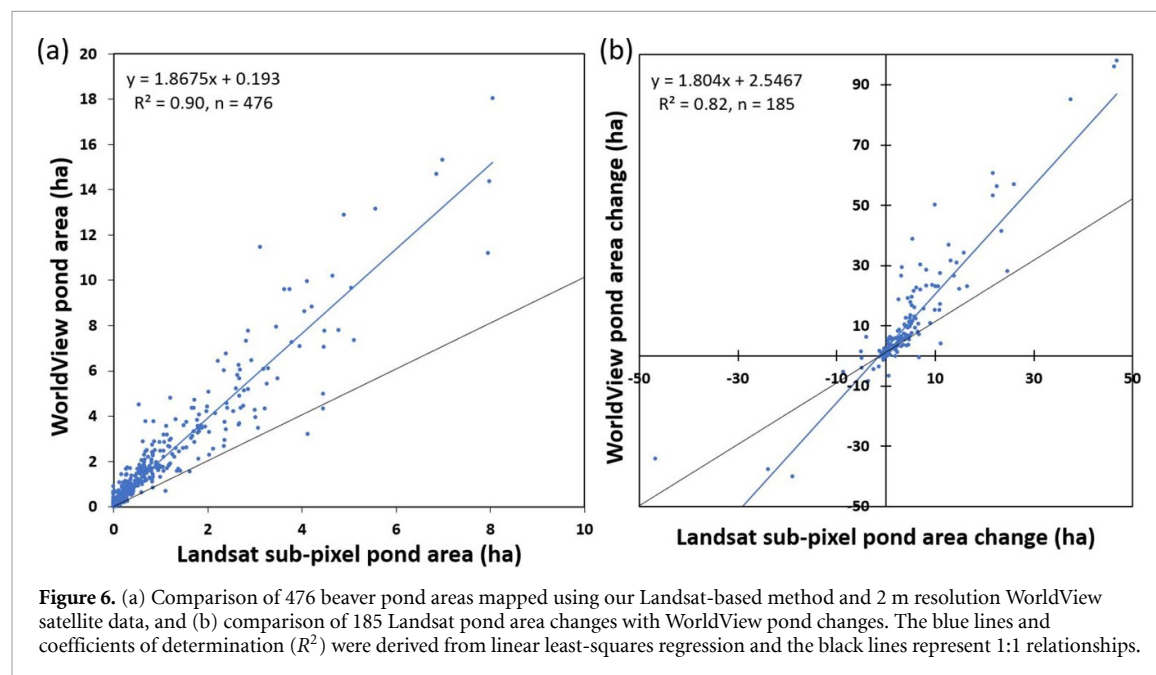 (a)
20
18
16
14
12
10
8
6
4
2
0
y = 1.8675x + 0.193
R² = 0.90, n = 476
WorldView pond area (ha)
0 2 4 6 8 10
Landsat sub-pixel pond area (ha)
(b)
y = 1.804x + 2.5467
R² = 0.82, n = 185
WorldView pond area change (ha)
90
70
50
30
10
-50 -30 -10 10 30 50
-10
-30
-50
Landsat sub-pixel pond area change (ha)
Figure 6. (a) Comparison of 476 beaver pond areas mapped using our Landsat-based method and 2 m resolution WorldView
satellite data, and (b) comparison of 185 Landsat pond area changes with WorldView pond changes. The blue lines and
coefficients of determination (R²) were derived from linear least-squares regression and the black lines represent 1:1 relationships.